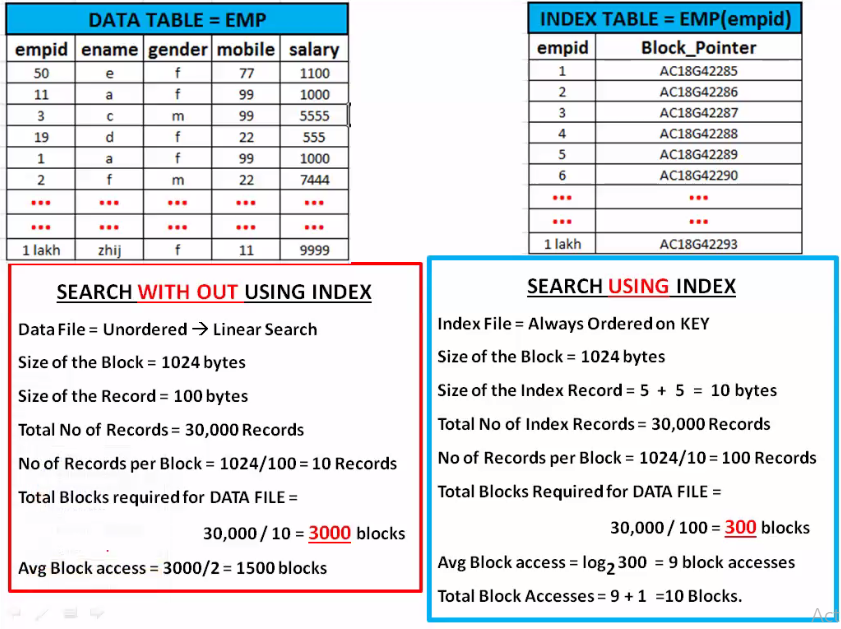 DATA TABLE = EMP
empid ename gender mobile salary
50 e f 77 1100
11 a f 99 1000
3 c m 99 5555
19 d f 22 555
1 a f 99 1000
2 f m 22 7444
... ... ... ... ...
... ... ... ... ...
1 lakh zhij f 11 9999
INDEX TABLE = EMP(empid)
empid Block_Pointer
1 AC18G42285
2 AC18G42286
3 AC18G42287
4 AC18G42288
5 AC18G42289
6 AC18G42290
... ...
... ...
1 lakh AC18G42293
SEARCH WITH OUT USING INDEX
Data File = Unordered → Linear Search
Size of the Block = 1024 bytes
Size of the Record = 100 bytes
Total No of Records = 30,000 Records
No of Records per Block = 1024/100 = 10 Records
Total Blocks required for DATA FILE =
30,000 / 10 = 3000 blocks
Avg Block access = 3000/2 = 1500 blocks
SEARCH USING INDEX
Index File = Always Ordered on KEY
Size of the Block = 1024 bytes
Size of the Index Record = 5 + 5 = 10 bytes
Total No of Index Records = 30,000 Records
No of Records per Block = 1024/10 = 100 Records
Total Blocks Required for DATA FILE =
30,000 / 100 = 300 blocks
Avg Block access = log2 300 = 9 block accesses
Total Block Accesses = 9 + 1 =10 Blocks.